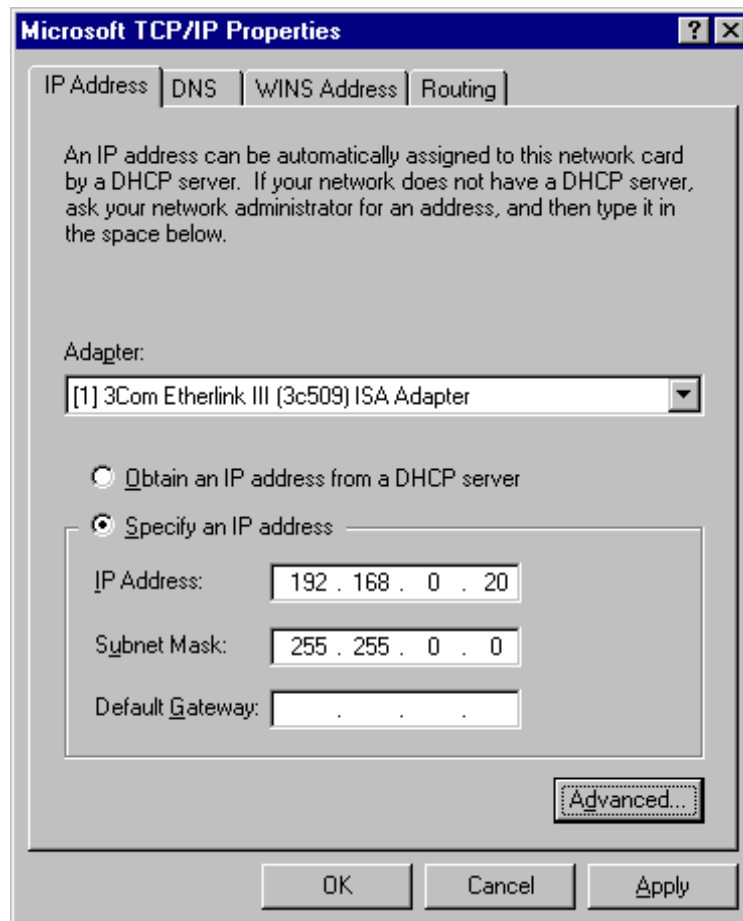 Microsoft TCP/IP Properties
? X
IP Address DNS WINS Address Routing
An IP address can be automatically assigned to this network card
by a DHCP server. If your network does not have a DHCP server,
ask your network administrator for an address, and then type it in
the space below.
Adapter:
[1] 3Com Etherlink III (3c509) ISA Adapter
Obtain an IP address from a DHCP server
Specify an IP address
IP Address: 192 . 168 . 0 . 20
Subnet Mask: 255 . 255 . 0 . 0
Default Gateway: . . .
Advanced...
OK Cancel Apply